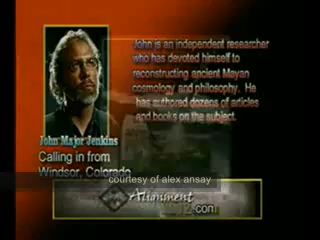 John is an independent researcher
who has devoted himself to
reconstructing ancient Mayan
cosmology and philosophy. He
has authored dozens of articles
and books on the subject.
John Major Jenkins
Calling in from
Windsor, Colorado
courtesy of alex ansay
Alignment
2.com